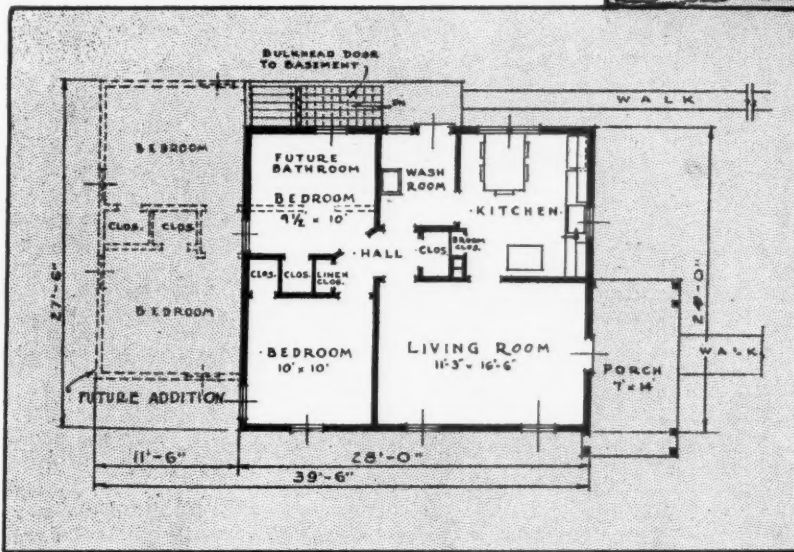 BULKHEAD DOOR
TO BASEMENT
DN
WALK
BEDROOM
FUTURE
BATHROOM
WASH
ROOM
BEDROOM
9½' x 10'
KITCHEN
CLOS.
CLOS.
HALL
CLOS.
BROOM
CLOS.
CLOS.
CLOS.
LINEN
CLOS.
27'-6"
BEDROOM
BEDROOM
10' x 10'
LIVING ROOM
11'-3" x 16'-6"
PORCH
7' x 14'
WALK
FUTURE ADDITION
11'-6"
28'-0"
39'-6"